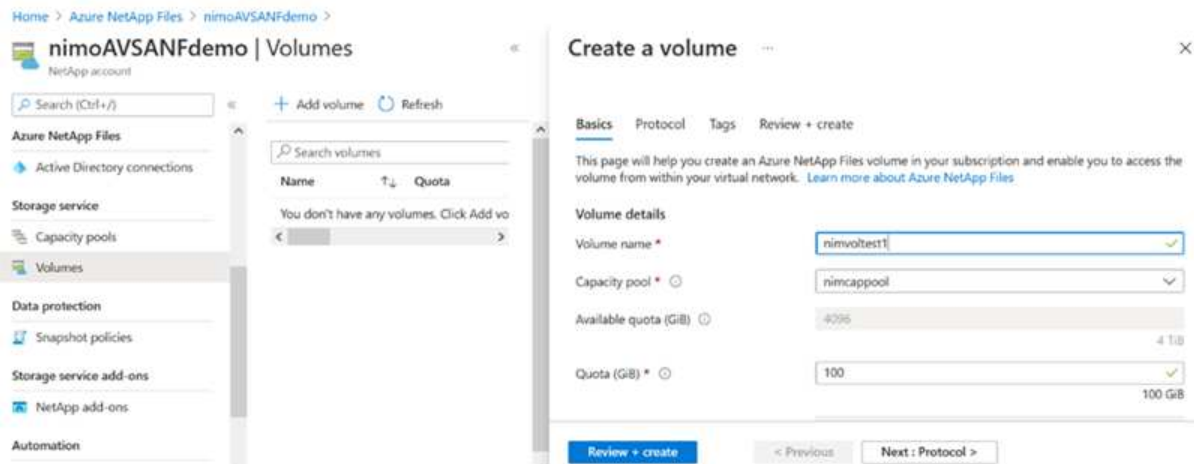 Home > Azure NetApp Files > nimoAVSANFdemo >
nimoAVSANFdemo | Volumes
NetApp account
Search (Ctrl+/)
Azure NetApp Files
Active Directory connections
Storage service
Capacity pools
Volumes
Data protection
Snapshot policies
Storage service add-ons
NetApp add-ons
Automation
Add volume Refresh
Search volumes
Name Quota
You don't have any volumes. Click Add vo
Create a volume
Basics Protocol Tags Review + create
This page will help you create an Azure NetApp Files volume in your subscription and enable you to access the
volume from within your virtual network. Learn more about Azure NetApp Files
Volume details
Volume name * nimvoltest1
Capacity pool * nimcappool
Available quota (GiB) 4096
4 TiB
Quota (GiB) * 100
100 GiB
Review + create < Previous Next : Protocol >